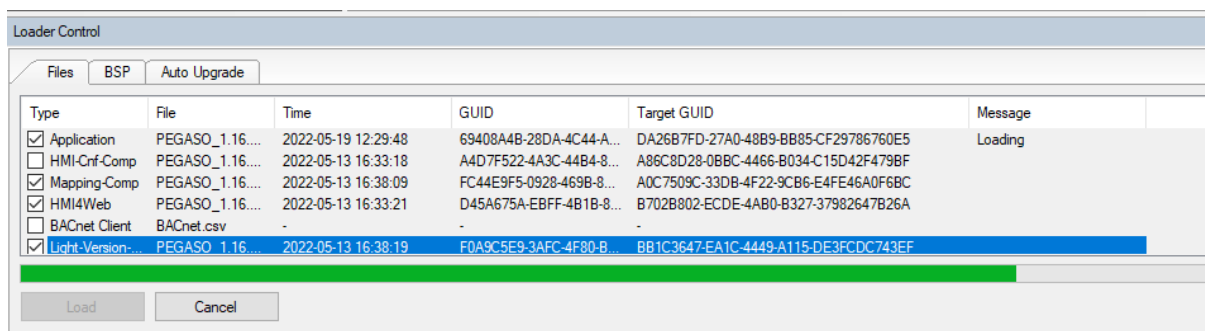 Loader Control
Files BSP Auto Upgrade
Type File Time GUID Target GUID Message
Application PEGASO_1.16.... 2022-05-19 12:29:48 69408A4B-28DA-4C44-A... DA26B7FD-27A0-48B9-BB85-CF29786760E5 Loading
HMI-Cnf-Comp PEGASO_1.16.... 2022-05-13 16:33:18 A4D7F522-4A3C-44B4-8... A86C8D28-0BBC-4466-B034-C15D42F479BF
Mapping-Comp PEGASO_1.16.... 2022-05-13 16:38:09 FC44E9F5-0928-469B-8... A0C7509C-33DB-4F22-9CB6-E4FE46A0F6BC
HMI4Web PEGASO_1.16.... 2022-05-13 16:33:21 D45A675A-EBFF-4B1B-8... B702B802-ECDE-4AB0-B327-37982647B26A
BACnet Client BACnet.csv - - -
Light-Version-... PEGASO_1.16.... 2022-05-13 16:38:19 F0A9C5E9-3AFC-4F80-B... BB1C3647-EA1C-4449-A115-DE3FCDC743EF
Load Cancel